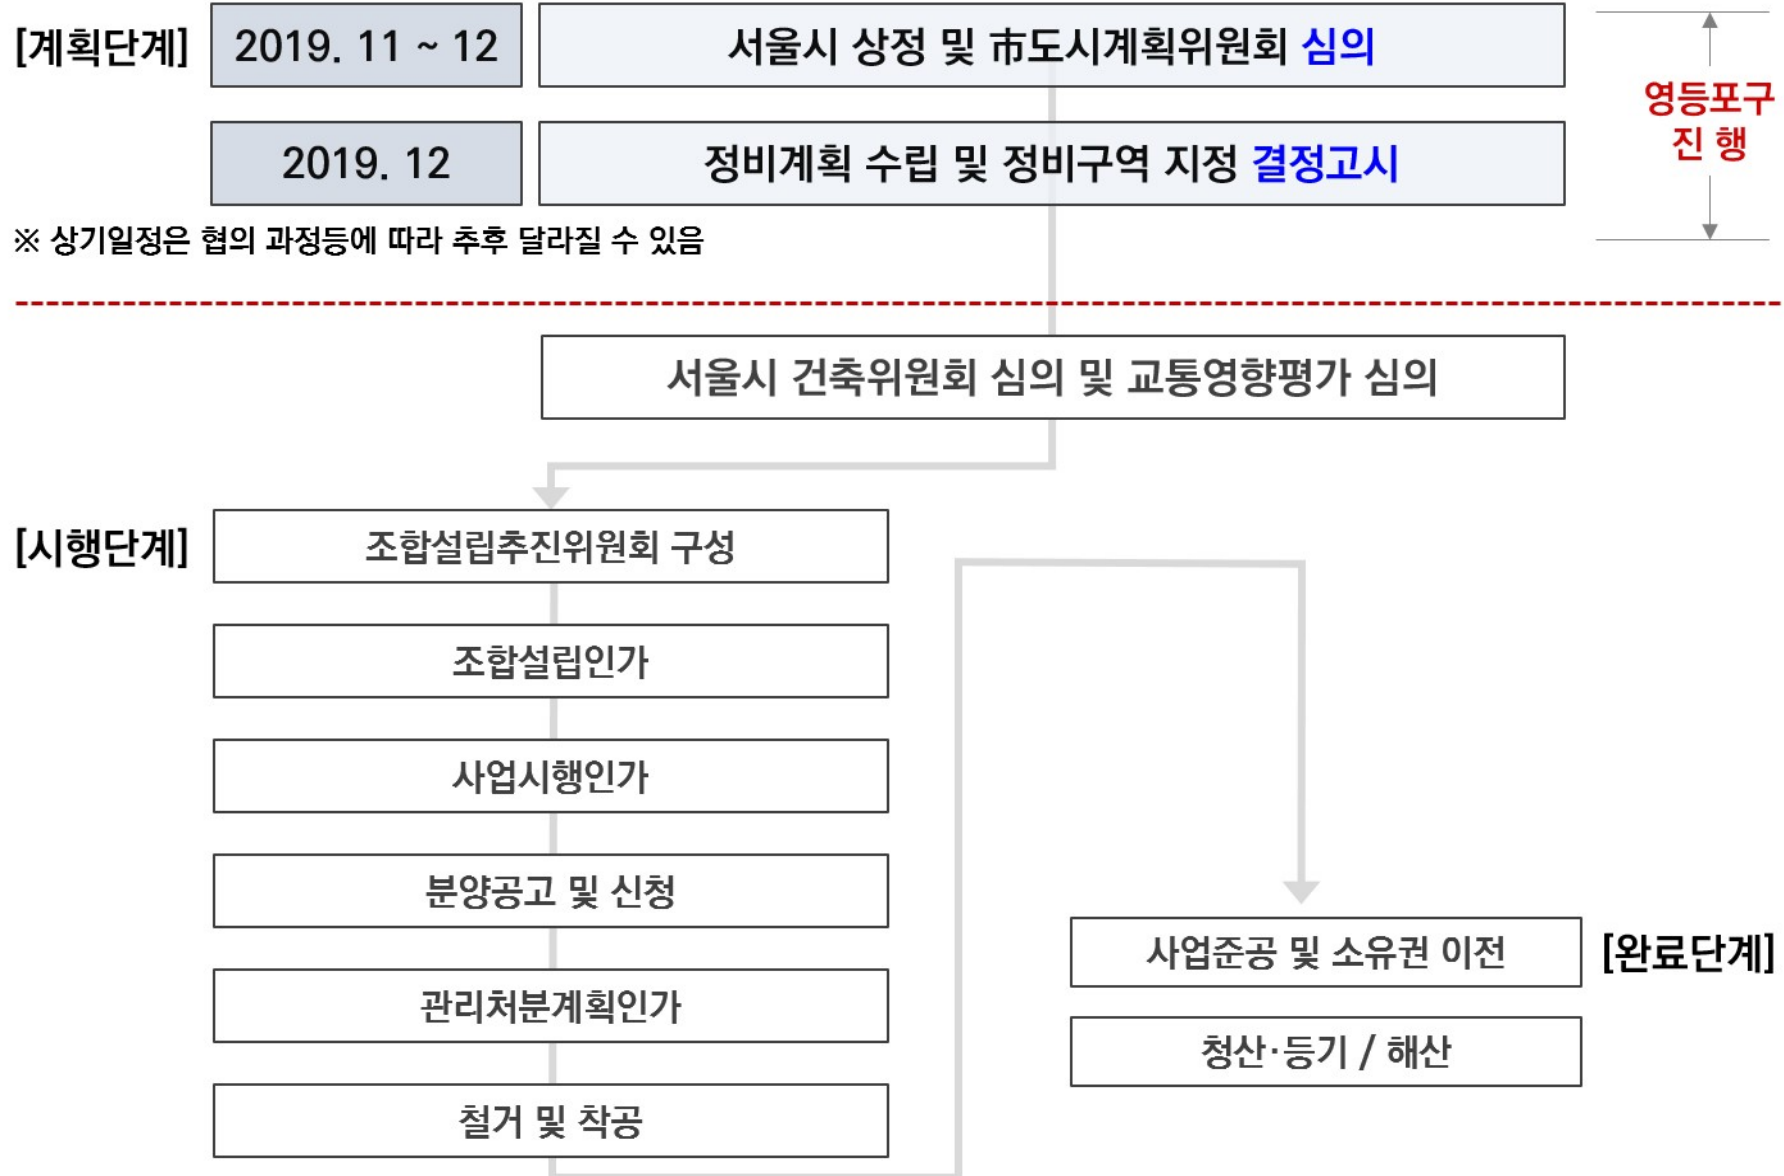 [계획단계] 2019. 11 ~ 12 서울시 상정 및 市도시계획위원회 심의
2019. 12 정비계획 수립 및 정비구역 지정 결정고시
영등포구
진 행
※ 상기일정은 협의 과정등에 따라 추후 달라질 수 있음
서울시 건축위원회 심의 및 교통영향평가 심의
[시행단계] 조합설립추진위원회 구성
조합설립인가
사업시행인가
분양공고 및 신청
관리처분계획인가
철거 및 착공
사업준공 및 소유권 이전 [완료단계]
청산·등기 / 해산